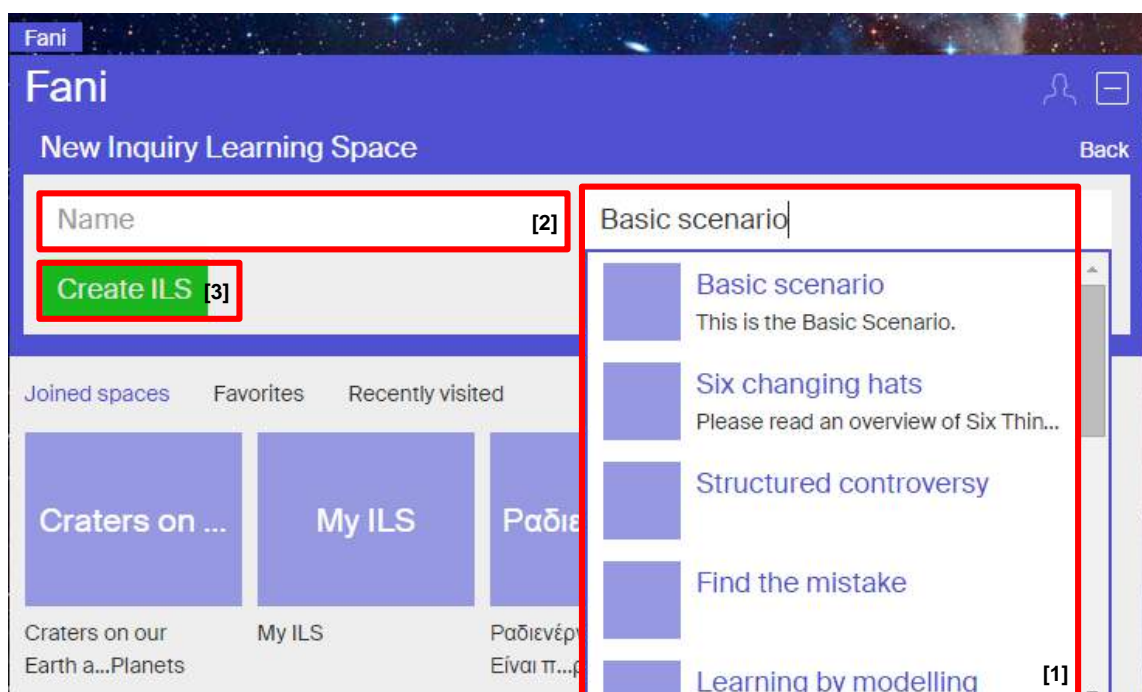 Fani
Fani
New Inquiry Learning Space
Back
Name
[2]
Basic scenario
Create ILS
[3]
Basic scenario
This is the Basic Scenario.
Six changing hats
Please read an overview of Six Thin...
Structured controversy
Find the mistake
Learning by modelling
[1]
Joined spaces Favorites Recently visited
Craters on ...
My ILS
Craters on our
Earth a...Planets
My ILS
Είναι π...